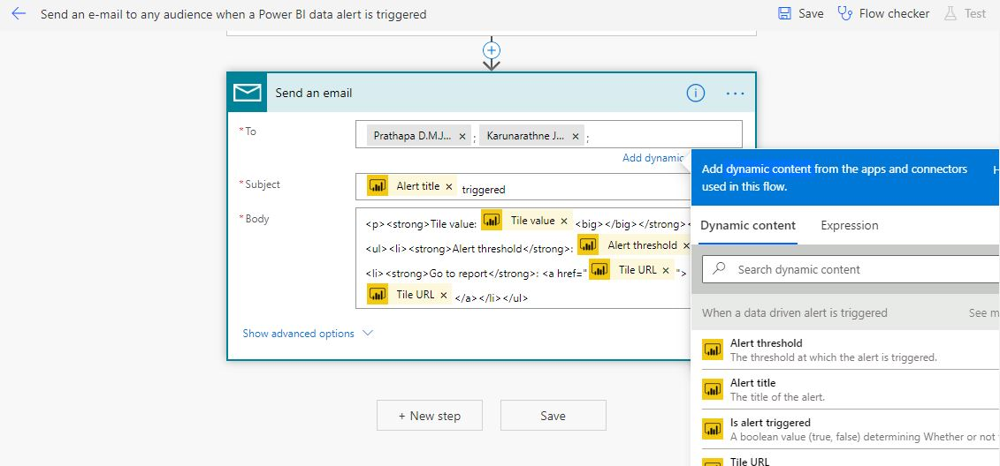 Send an e-mail to any audience when a Power BI data alert is triggered
Save
Flow checker
Test
Send an email
*To
Prathapa D.M.J... × ; Karunarathne J... × ;
Add dynamic
*Subject
Alert title × triggered
*Body
<p><strong>Tile value: Tile value × <big></big></strong><
<ul><li><strong>Alert threshold</strong>: Alert threshold ×
<li><strong>Go to report</strong>: <a href=" Tile URL × ">
Tile URL × </a></li></ul>
Show advanced options
+ New step
Save
Add dynamic content from the apps and connectors
used in this flow.
H
Dynamic content
Expression
Search dynamic content
When a data driven alert is triggered
See m
Alert threshold
The threshold at which the alert is triggered.
Alert title
The title of the alert.
Is alert triggered
A boolean value (true, false) determining Whether or not
Tile URL